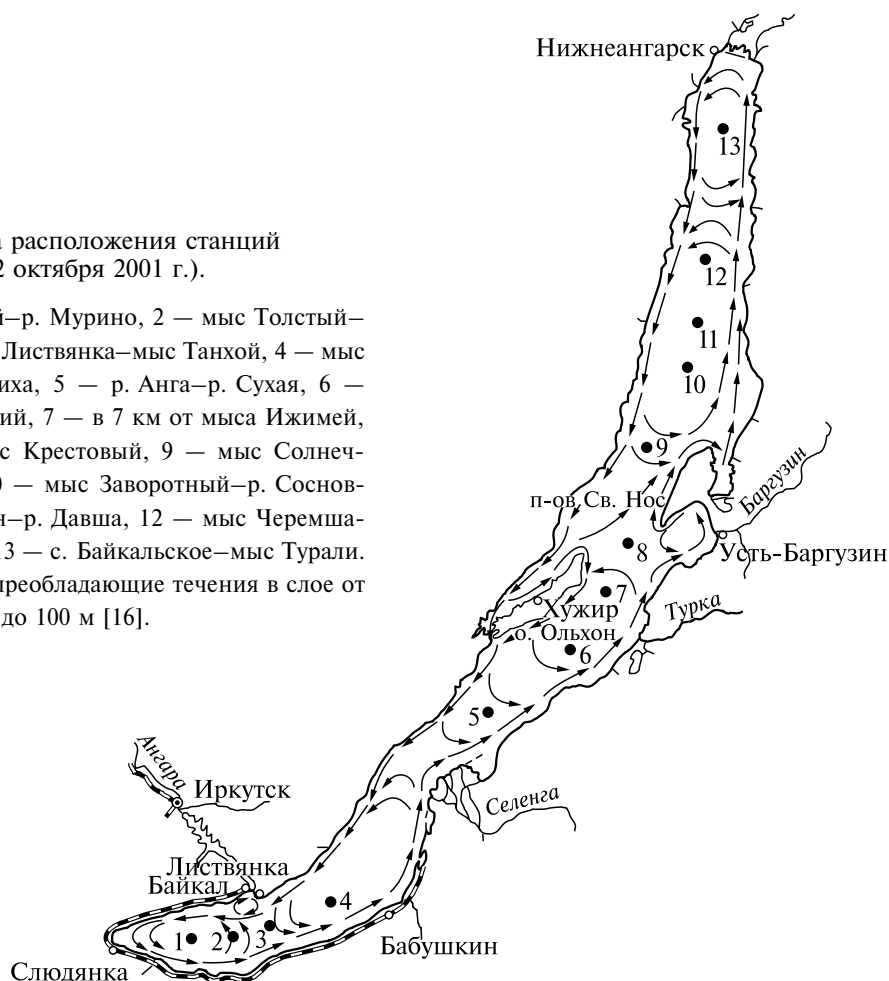 Нижнеангарск
13
расположения станций
2 октября 2001 г.).
12
р. Мурино, 2 — мыс Толстый–
Листвянка–мыс Танхой, 4 — мыс
11
5 — р. Анга–р. Сухая, 6 —
10
7 — в 7 км от мыса Ижимей,
Крестовый, 9 — мыс Солнеч-
9
— мыс Заворотный–р. Соснов-
р. Давша, 12 — мыс Черемша-
13 — с. Байкальское–мыс Турали.
преобладающие течения в слое от
до 100 м [16].
п-ов Св. Нос
Баргузин
8
Усть-Баргузин
7
Хужир
Турка
о. Ольхон
6
5
Ангара
Иркутск
Селенга
Листвянка
Байкал
4
1
2
3
Бабушкин
Слюдянка